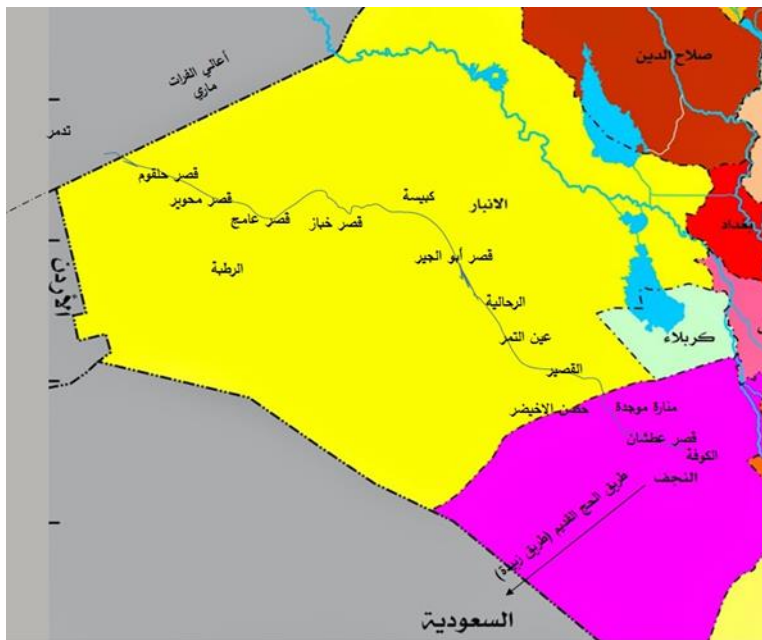 صلاح الدين
أعالي الفرات
ماري
تدمر
قصر حلقوم
قصر محوير
كبيسة
الانبار
قصر عامج
قصر خباز
بغداد
قصر أبو الجير
الرطبة
الأردن
الرحالية
عين التمر
كربلاء
القصير
حصن الاخيضر
منارة موجدة
قصر عطشان
الكوفة
النجف
طريق الحج القديم (طريق زبيدة)
السعودية